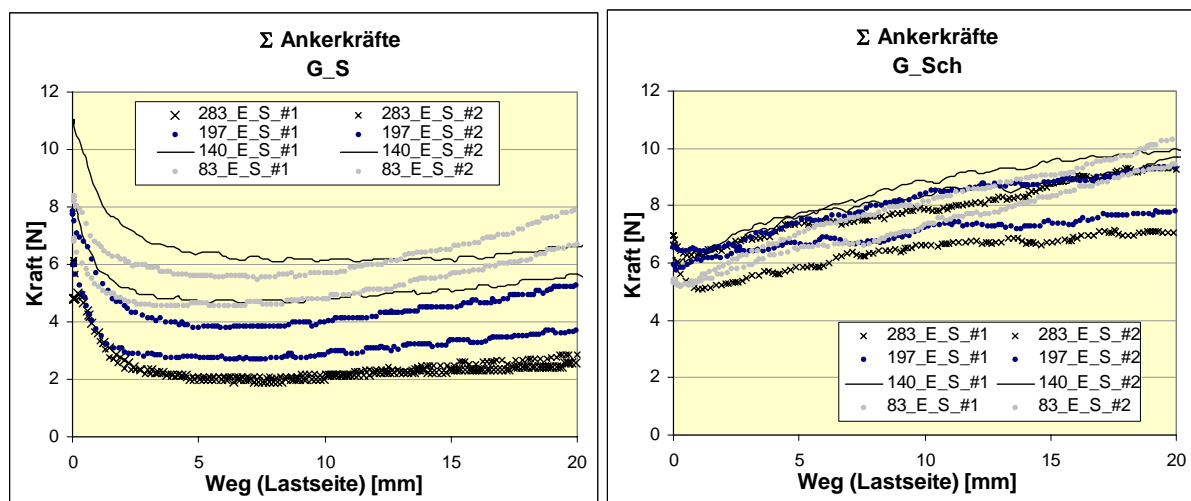 Σ Ankerkräfte
G_S
12
10
8
6
4
2
0
Kraft [N]
283_E_S_#1 283_E_S_#2
197_E_S_#1 197_E_S_#2
140_E_S_#1 140_E_S_#2
83_E_S_#1 83_E_S_#2
0 5 10 15 20
Weg (Lastseite) [mm]
Σ Ankerkräfte
G_Sch
12
10
8
6
4
2
0
Kraft [N]
283_E_S_#1 283_E_S_#2
197_E_S_#1 197_E_S_#2
140_E_S_#1 140_E_S_#2
83_E_S_#1 83_E_S_#2
0 5 10 15 20
Weg (Lastseite) [mm]